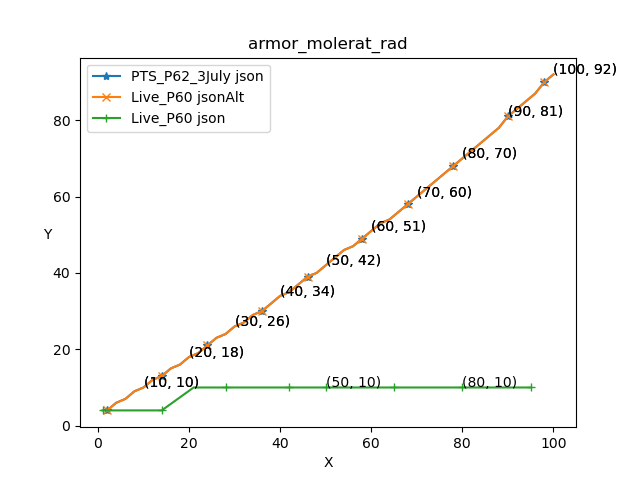 armor_molerat_rad
PTS_P62_3July json
Live_P60 jsonAlt
Live_P60 json
(100, 92)
(90, 81)
(80, 70)
(70, 60)
(60, 51)
(50, 42)
(40, 34)
(30, 26)
(20, 18)
(10, 10)
(50, 10)
(80, 10)
Y
80
60
40
20
0
0 20 40 60 80 100
X